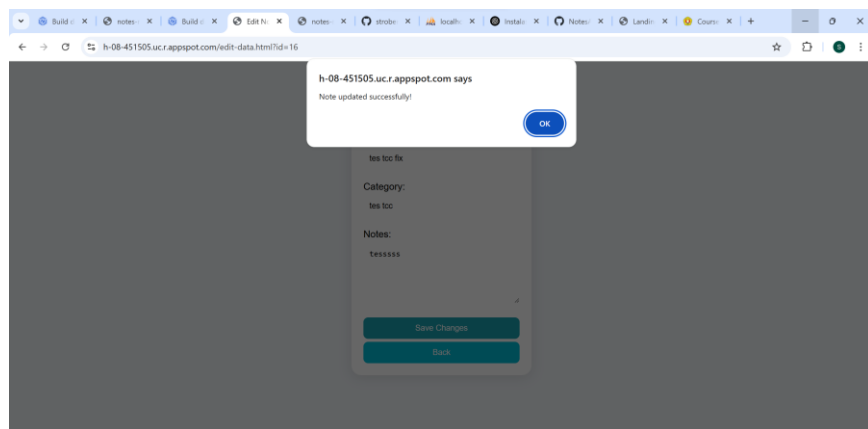 Build
notes
Build
Edit N
notes
strobe
localh
Instala
Notes
Landin
Course
h-08-451505.uc.r.appspot.com/edit-data.html?id=16
h-08-451505.uc.r.appspot.com says
Note updated successfully!
OK
tes tcc fix
Category:
tes tcc
Notes:
tesssss
Save Changes
Back